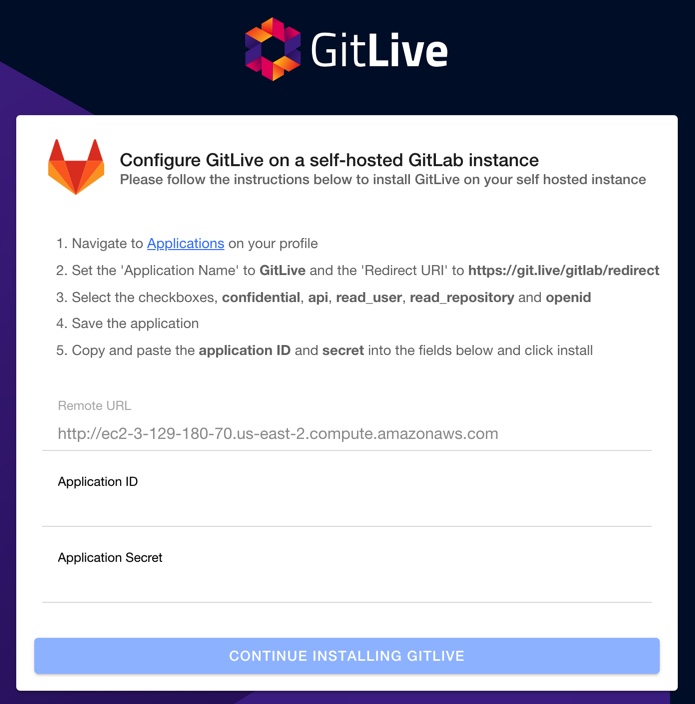 GitLive
Configure GitLive on a self-hosted GitLab instance
Please follow the instructions below to install GitLive on your self hosted instance
1. Navigate to Applications on your profile
2. Set the 'Application Name' to GitLive and the 'Redirect URI' to https://git.live/gitlab/redirect
3. Select the checkboxes, confidential, api, read_user, read_repository and openid
4. Save the application
5. Copy and paste the application ID and secret into the fields below and click install
Remote URL
http://ec2-3-129-180-70.us-east-2.compute.amazonaws.com
Application ID
Application Secret
CONTINUE INSTALLING GITLIVE